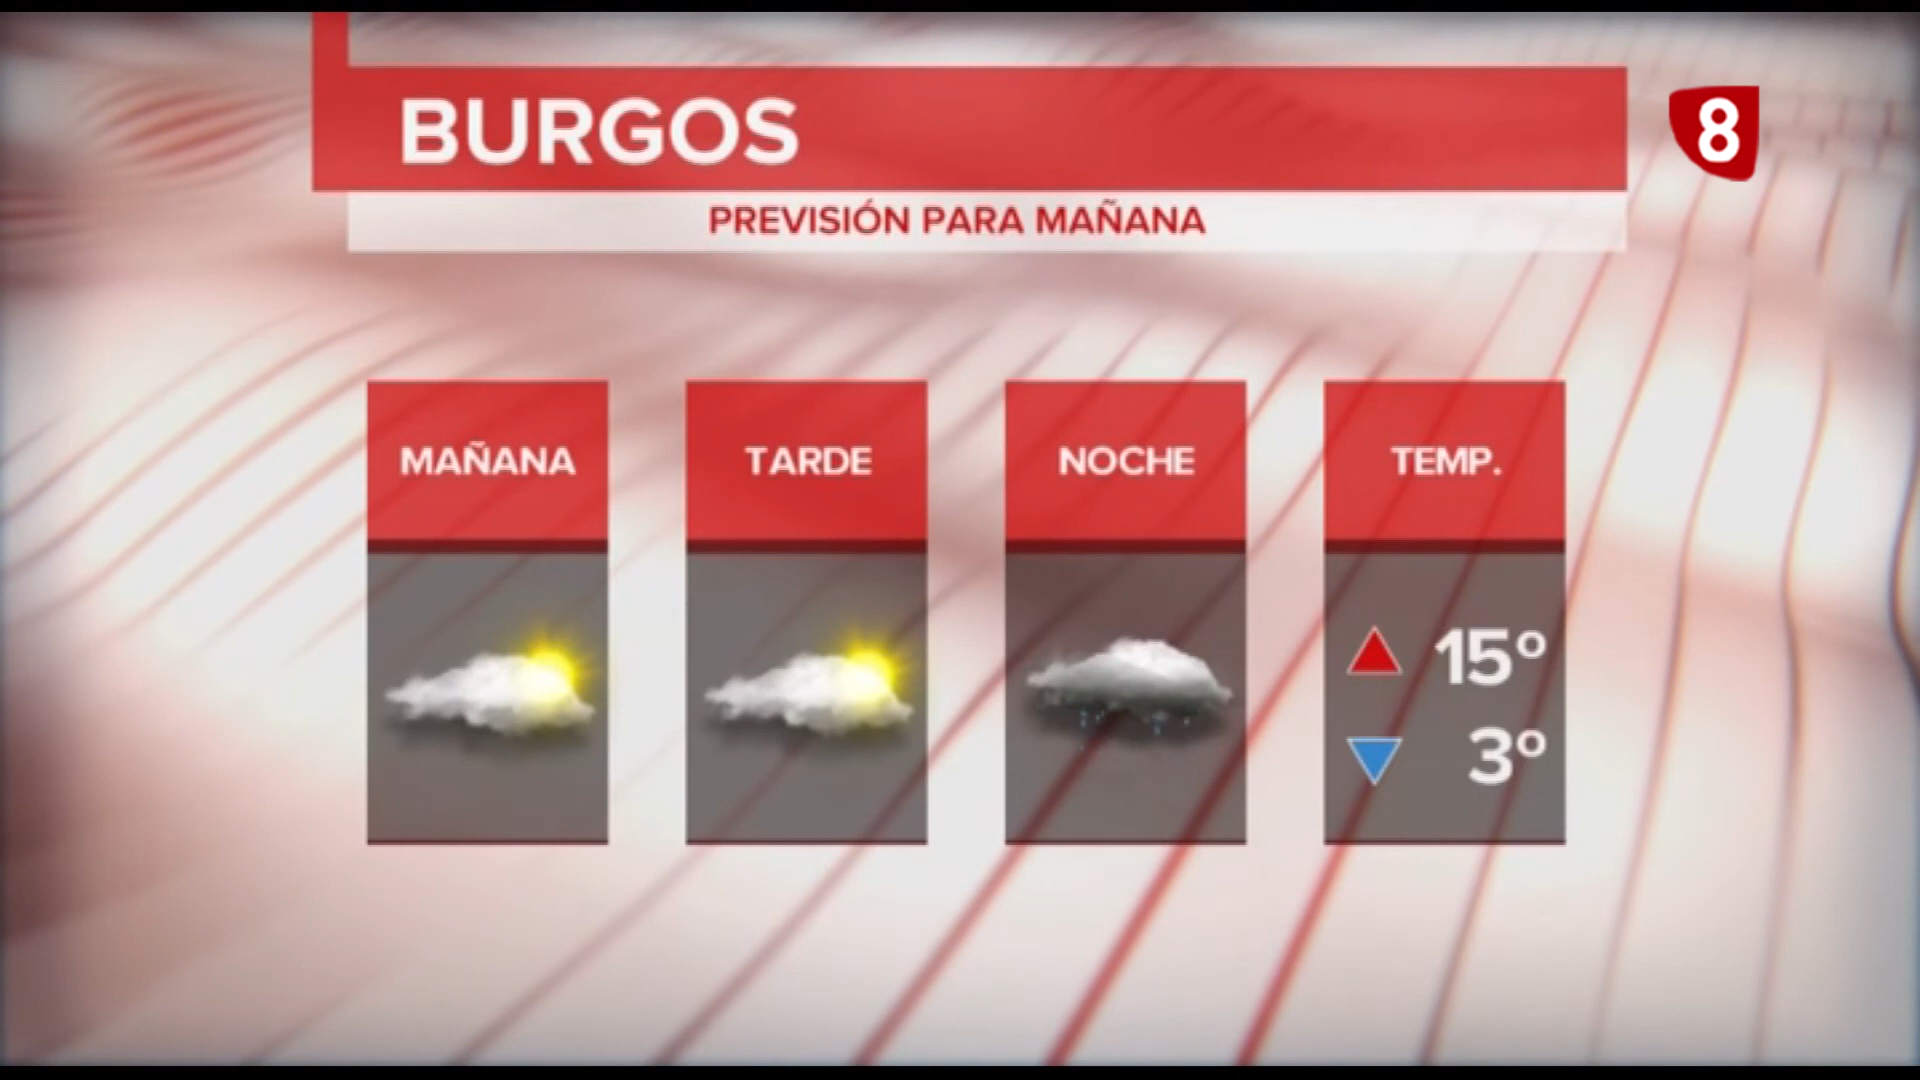 BURGOS
8
PREVISIÓN PARA MAÑANA
MAÑANA
TARDE
NOCHE
TEMP.
15º
3º